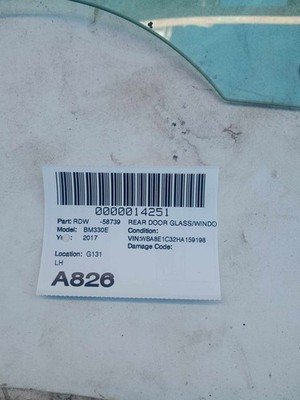 0000014251
Part: RDW -58739 REAR DOOR GLASS/WINDO
Model: BM330E Condition:
2017 VIN:WBA8E1C32HA159198
Damage Code:
Location: G131
LH
A826